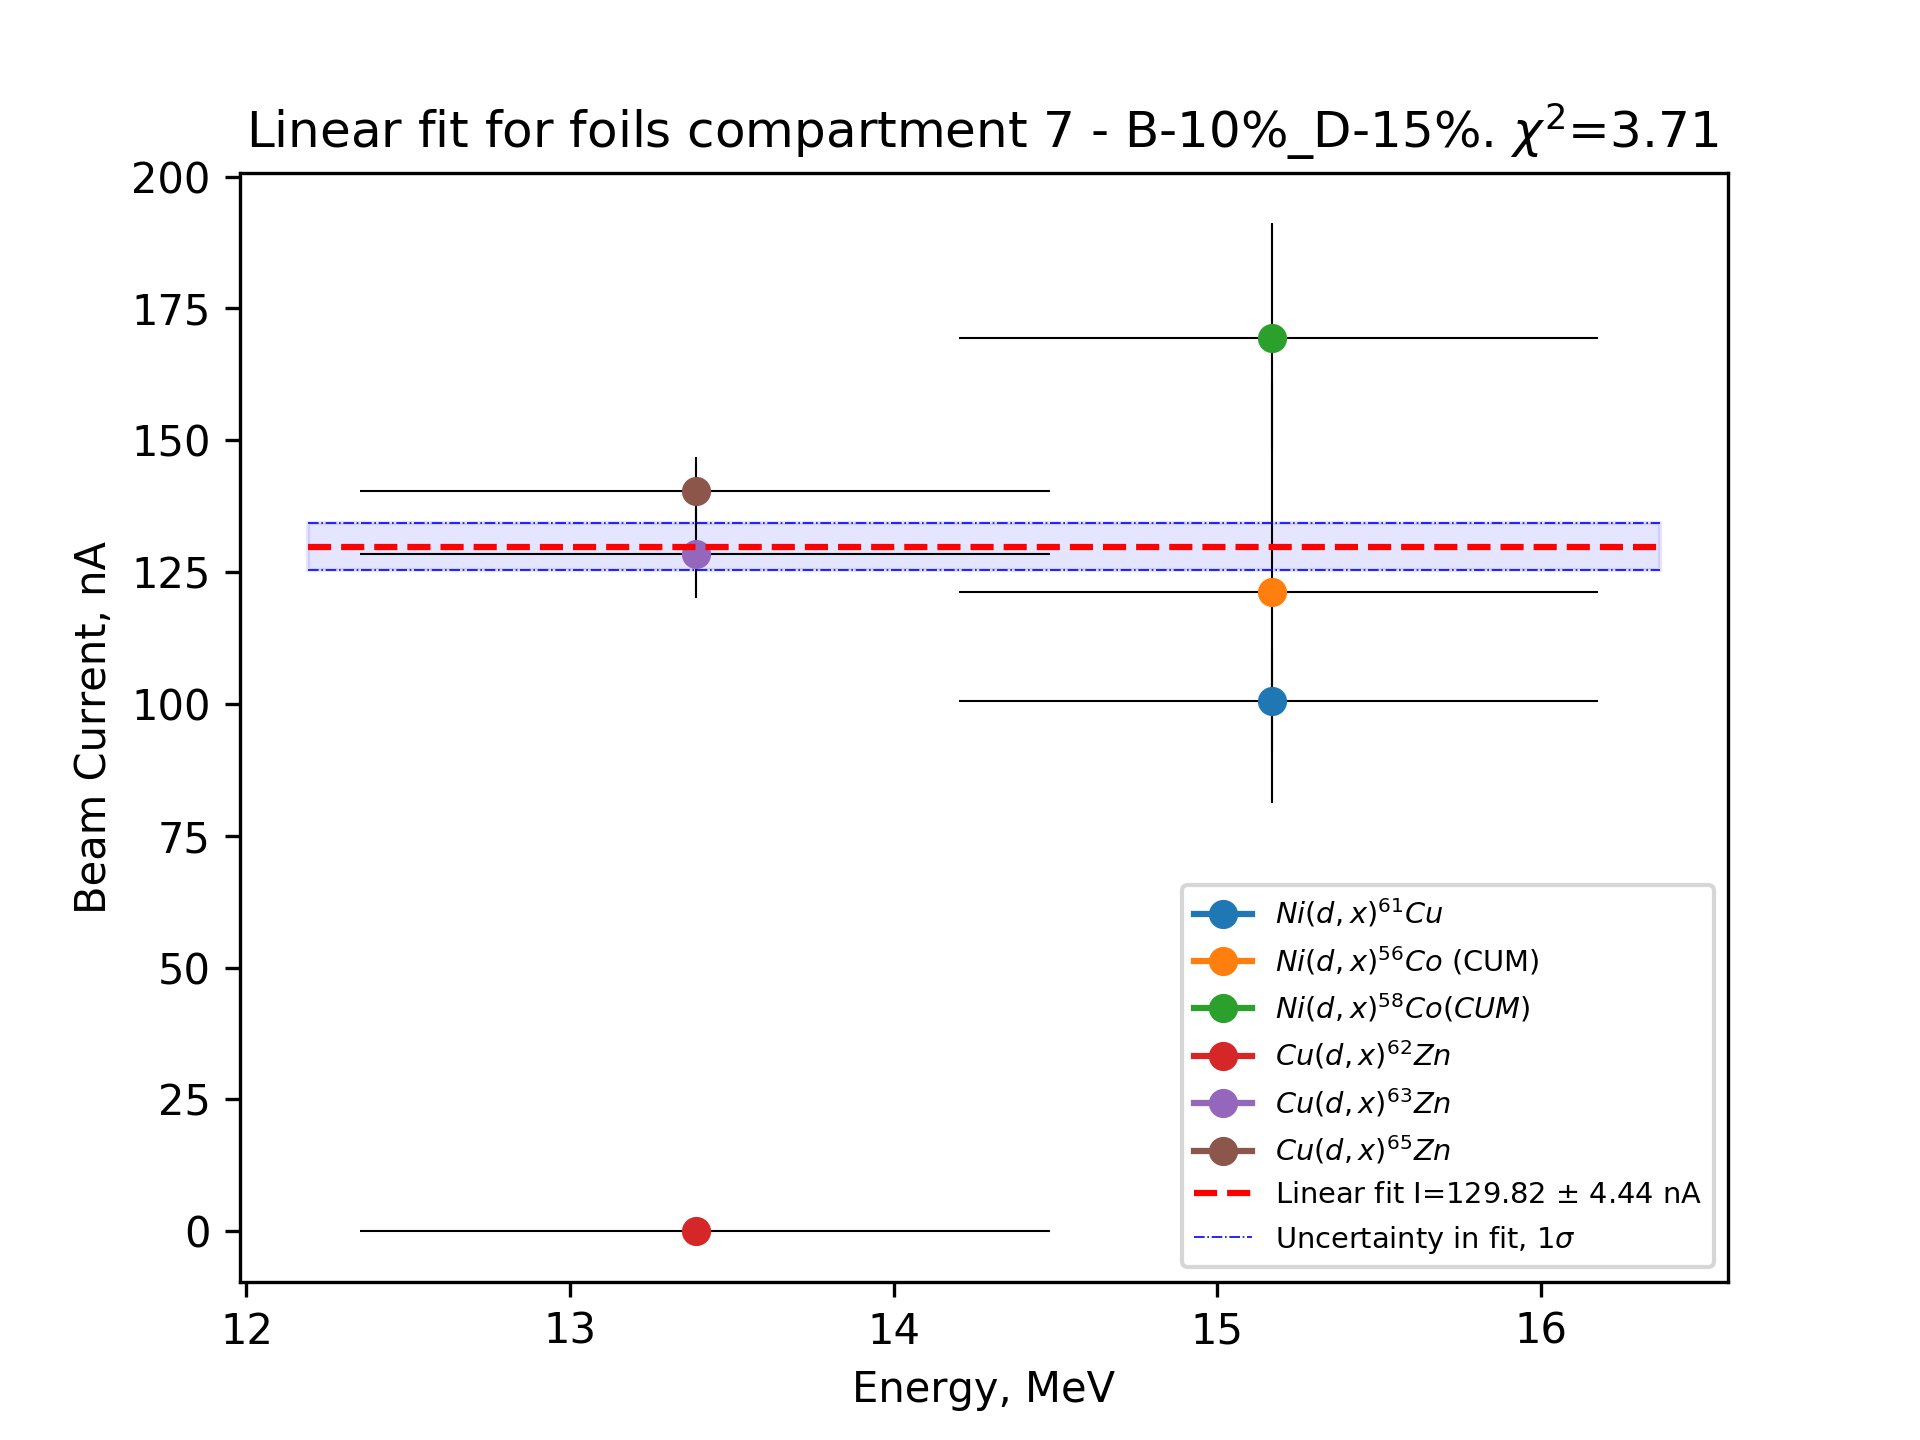 Linear fit for foils compartment 7 - B-10%_D-15%. χ²=3.71
200
175
150
125
100
75
50
25
0
Beam Current, nA
12 13 14 15 16
Energy, MeV
Ni(d, x)⁶¹Cu
Ni(d, x)⁵⁶Co (CUM)
Ni(d, x)⁵⁸Co(CUM)
Cu(d, x)⁶²Zn
Cu(d, x)⁶³Zn
Cu(d, x)⁶⁵Zn
Linear fit I=129.82 ± 4.44 nA
Uncertainty in fit, 1σ